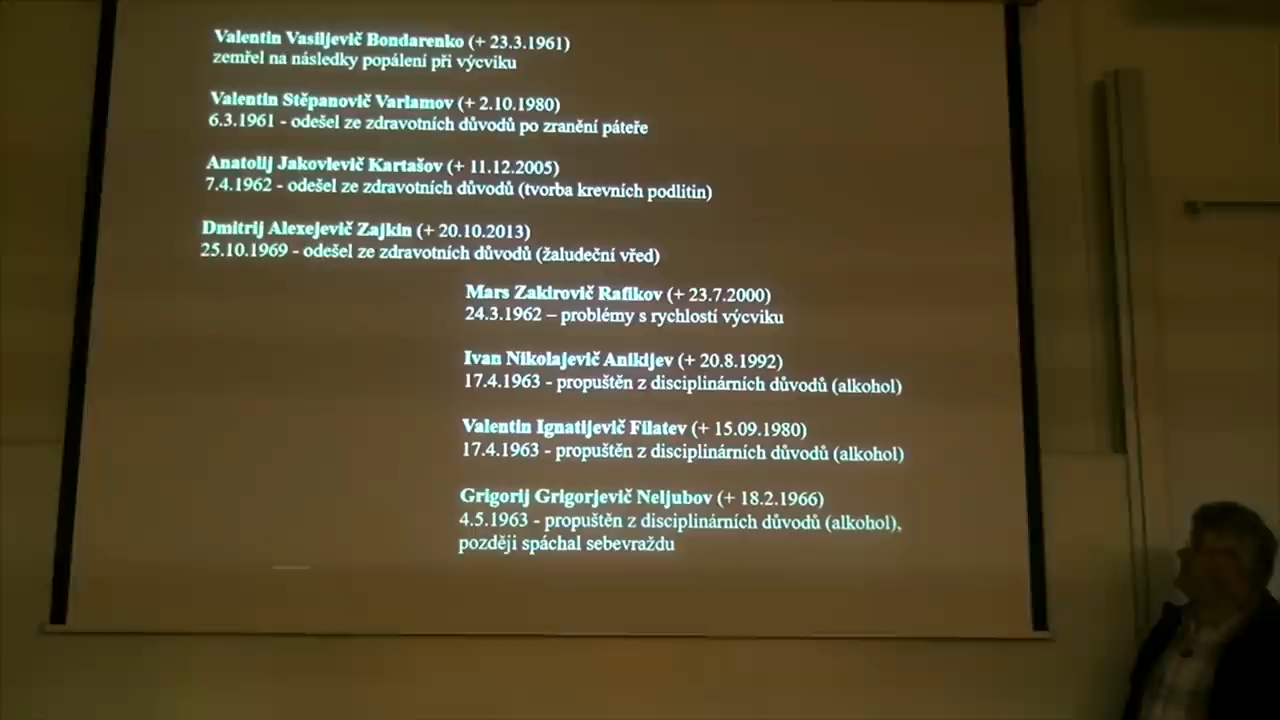 Valentin Vasiljevič Bondarenko (+ 23.3.1961)
zemřel na následky popálení při výcviku
Valentin Stěpanovič Varlamov (+ 2.10.1980)
6.3.1961 - odešel ze zdravotních důvodů po zranění páteře
Anatolij Jakovlevič Kartašov (+ 11.12.2005)
7.4.1962 - odešel ze zdravotních důvodů (tvorba krevních podlitin)
Dmitrij Alexejevič Zajkin (+ 20.10.2013)
25.10.1969 - odešel ze zdravotních důvodů (žaludeční vřed)
Mars Zakirovič Rafikov (+ 23.7.2000)
24.3.1962 – problémy s rychlostí výcviku
Ivan Nikolajevič Anikijev (+ 20.8.1992)
17.4.1963 - propuštěn z disciplinárních důvodů (alkohol)
Valentin Ignatijevič Filatev (+ 15.09.1980)
17.4.1963 - propuštěn z disciplinárních důvodů (alkohol)
Grigorij Grigorjevič Neljubov (+ 18.2.1966)
4.5.1963 - propuštěn z disciplinárních důvodů (alkohol),
později spáchal sebevraždu